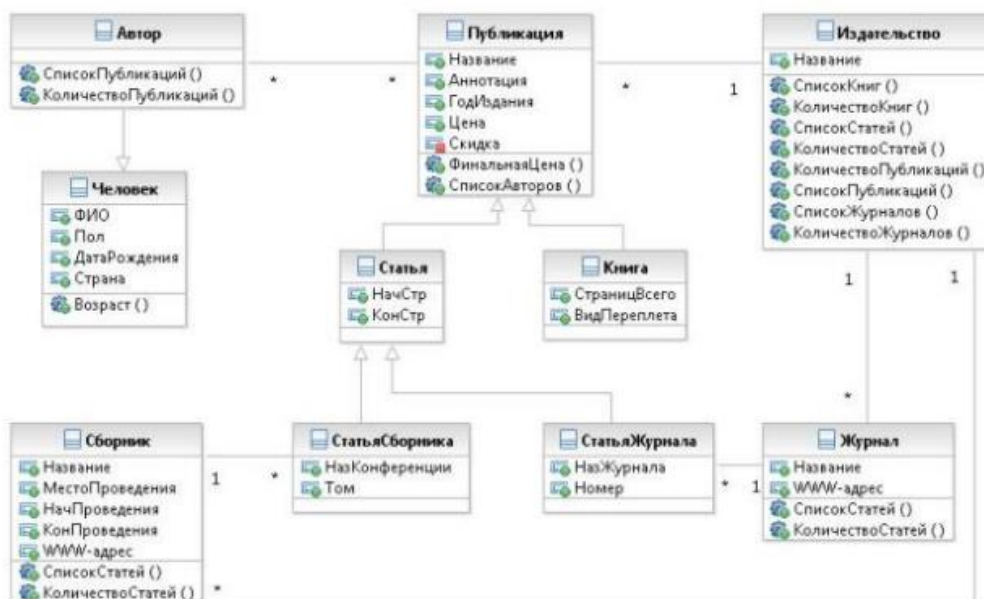 Автор
СписокПубликаций ()
КоличествоПубликаций ()
*
*
Публикация
Название
Аннотация
ГодИздания
Цена
Скидка
ФинальнаяЦена ()
СписокАвторов ()
*
1
Издательство
Название
СписокКниг ()
КоличествоКниг ()
СписокСтатей ()
КоличествоСтатей ()
КоличествоПубликаций ()
СписокПубликаций ()
СписокЖурналов ()
КоличествоЖурналов ()
Человек
ФИО
Пол
ДатаРождения
Страна
Возраст ()
Статья
НачСтр
КонСтр
Книга
СтраницВсего
ВидПереплета
1
1
*
Сборник
Название
МестоПроведения
НачПроведения
КонПроведения
WWW-адрес
СписокСтатей ()
КоличествоСтатей ()
1
*
СтатьяСборника
НазКонференции
Том
СтатьяЖурнала
НазЖурнала
Номер
*
1
Журнал
Название
WWW-адрес
СписокСтатей ()
КоличествоСтатей ()
*